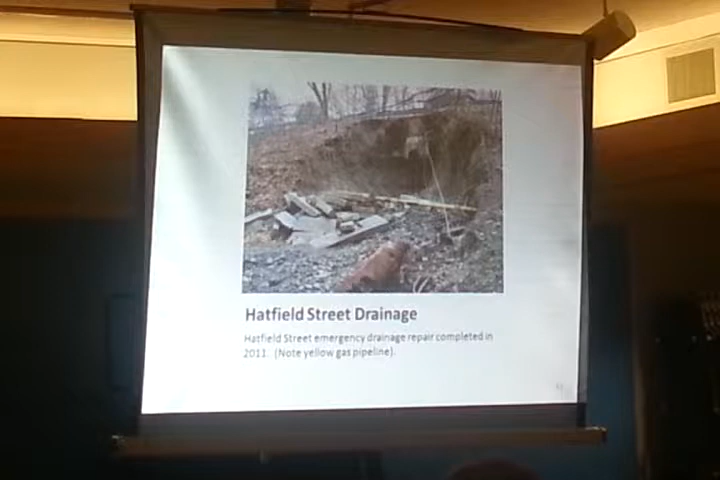 Hatfield Street Drainage
Hatfield Street emergency drainage repair completed in
2011. (Note yellow gas pipeline).